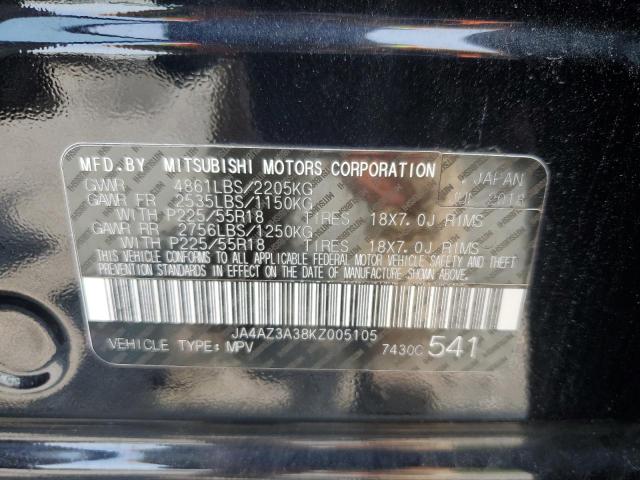 MFD.BY MITSUBISHI MOTORS CORPORATION JAPAN
GVWR 4861LBS/2205KG JUL 2018
GAWR FR 2535LBS/1150KG
WITH P225/55R18 TIRES 18X7.0J RIMS
GAWR RR 2756LBS/1250KG
WITH P225/55R18 TIRES 18X7.0J RIMS
THIS VEHICLE CONFORMS TO ALL APPLICABLE FEDERAL MOTOR VEHICLE SAFETY AND THEFT
PREVENTION STANDARDS IN EFFECT ON THE DATE OF MANUFACTURE SHOWN ABOVE.
JA4AZ3A38KZ005105
VEHICLE TYPE: MPV 7430C 541